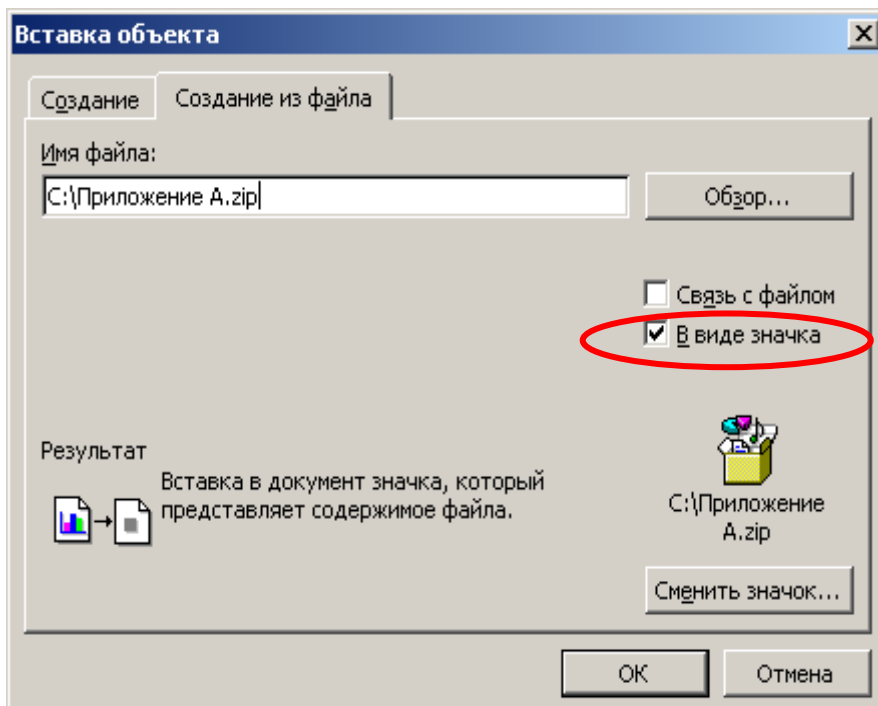 Вставка объекта
Создание
Создание из файла
Имя файла:
C:\Приложение A.zip
Обзор...
Связь с файлом
В виде значка
Результат
Вставка в документ значка, который
представляет содержимое файла.
C:\Приложение
A.zip
Сменить значок...
ОК
Отмена